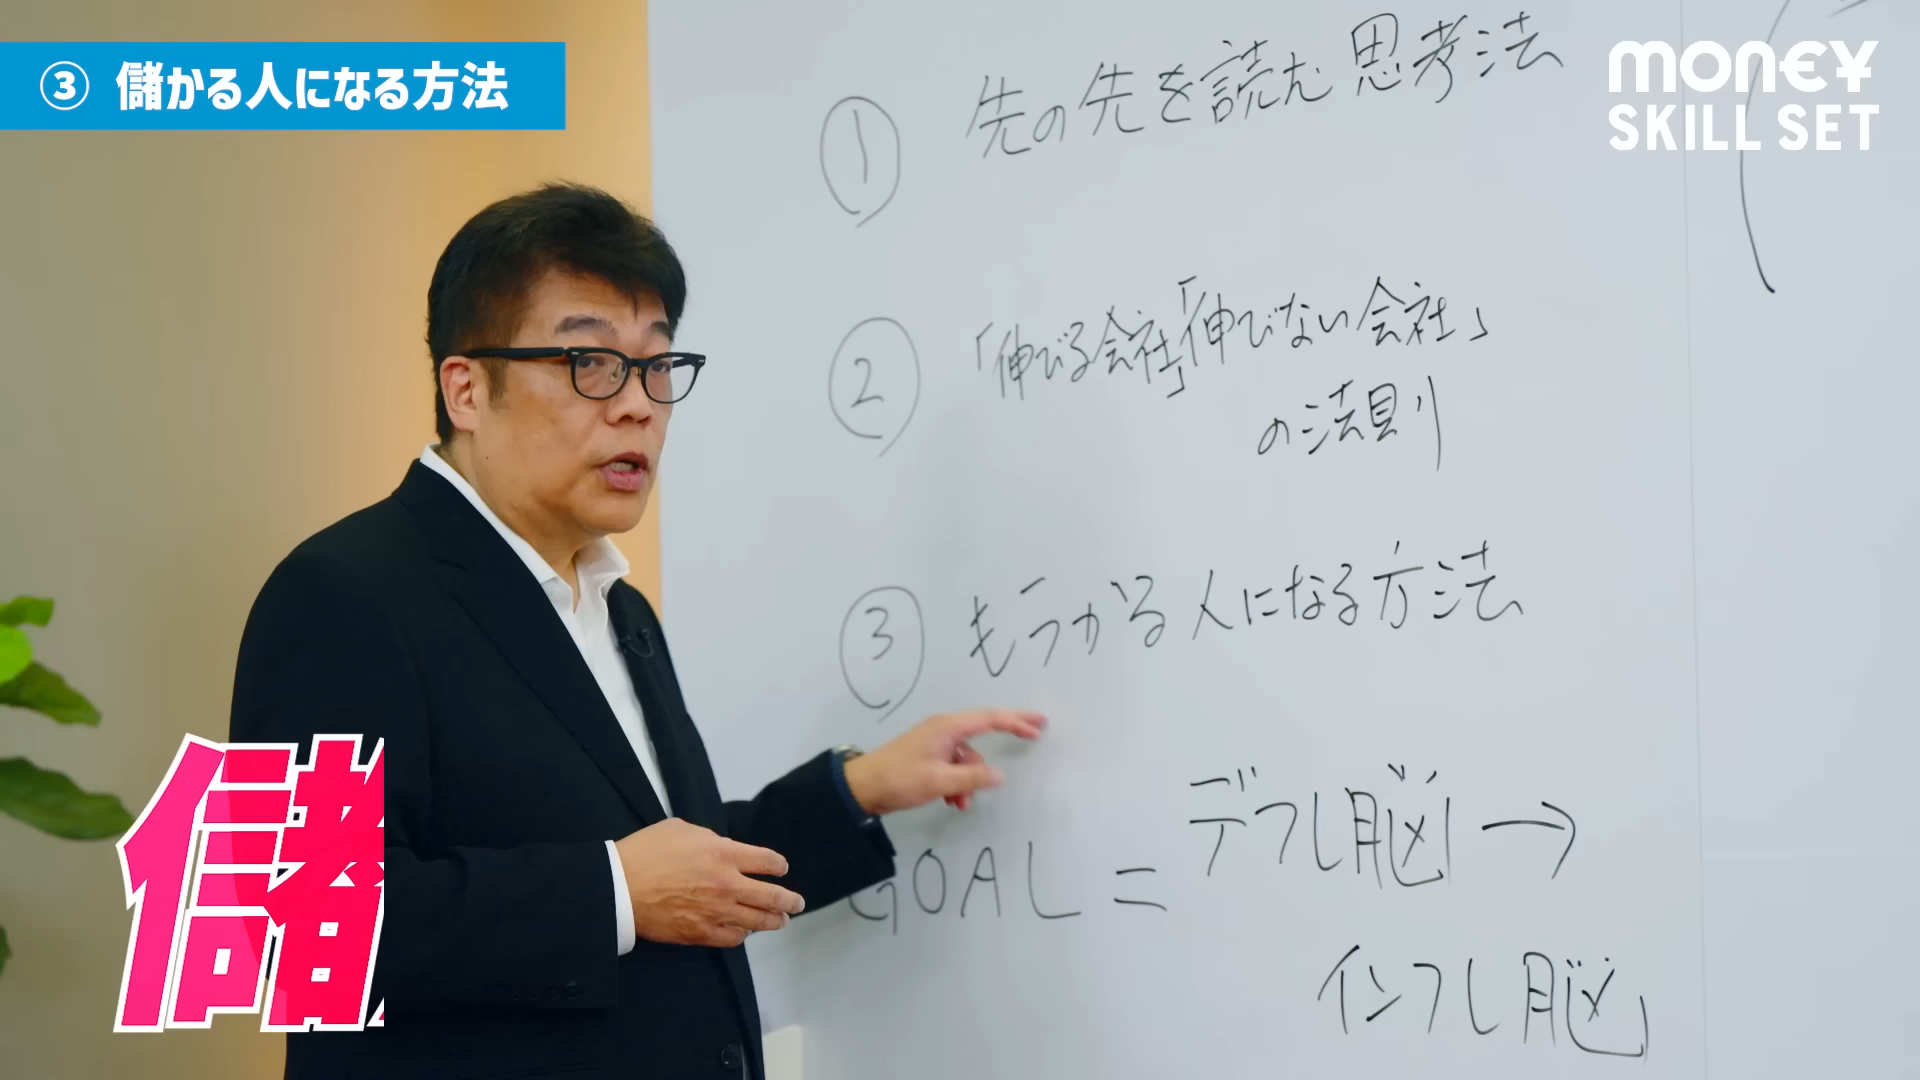 ③ 儲かる人になる方法
MON€¥
SKILL SET
① 先の先を読む思考法
② 「伸びる会社」「伸びない会社」
の法則
③ もうかる人になる方法
GOAL = デフレ脳 →
インフレ脳
儲